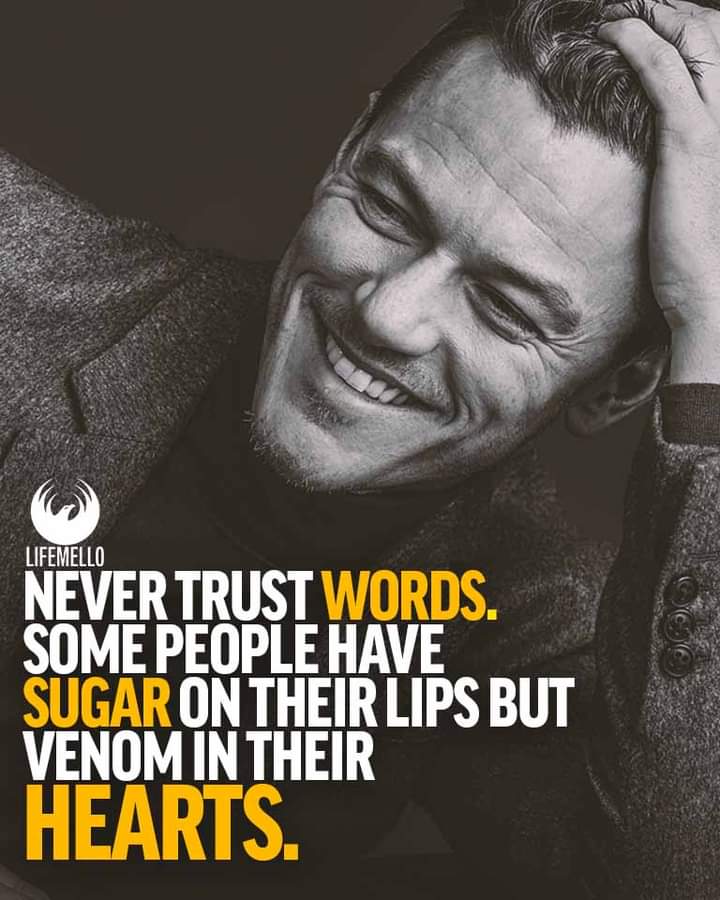 LIFEMELLO
NEVER TRUST WORDS.
SOME PEOPLE HAVE
SUGAR ON THEIR LIPS BUT
VENOM IN THEIR
HEARTS.